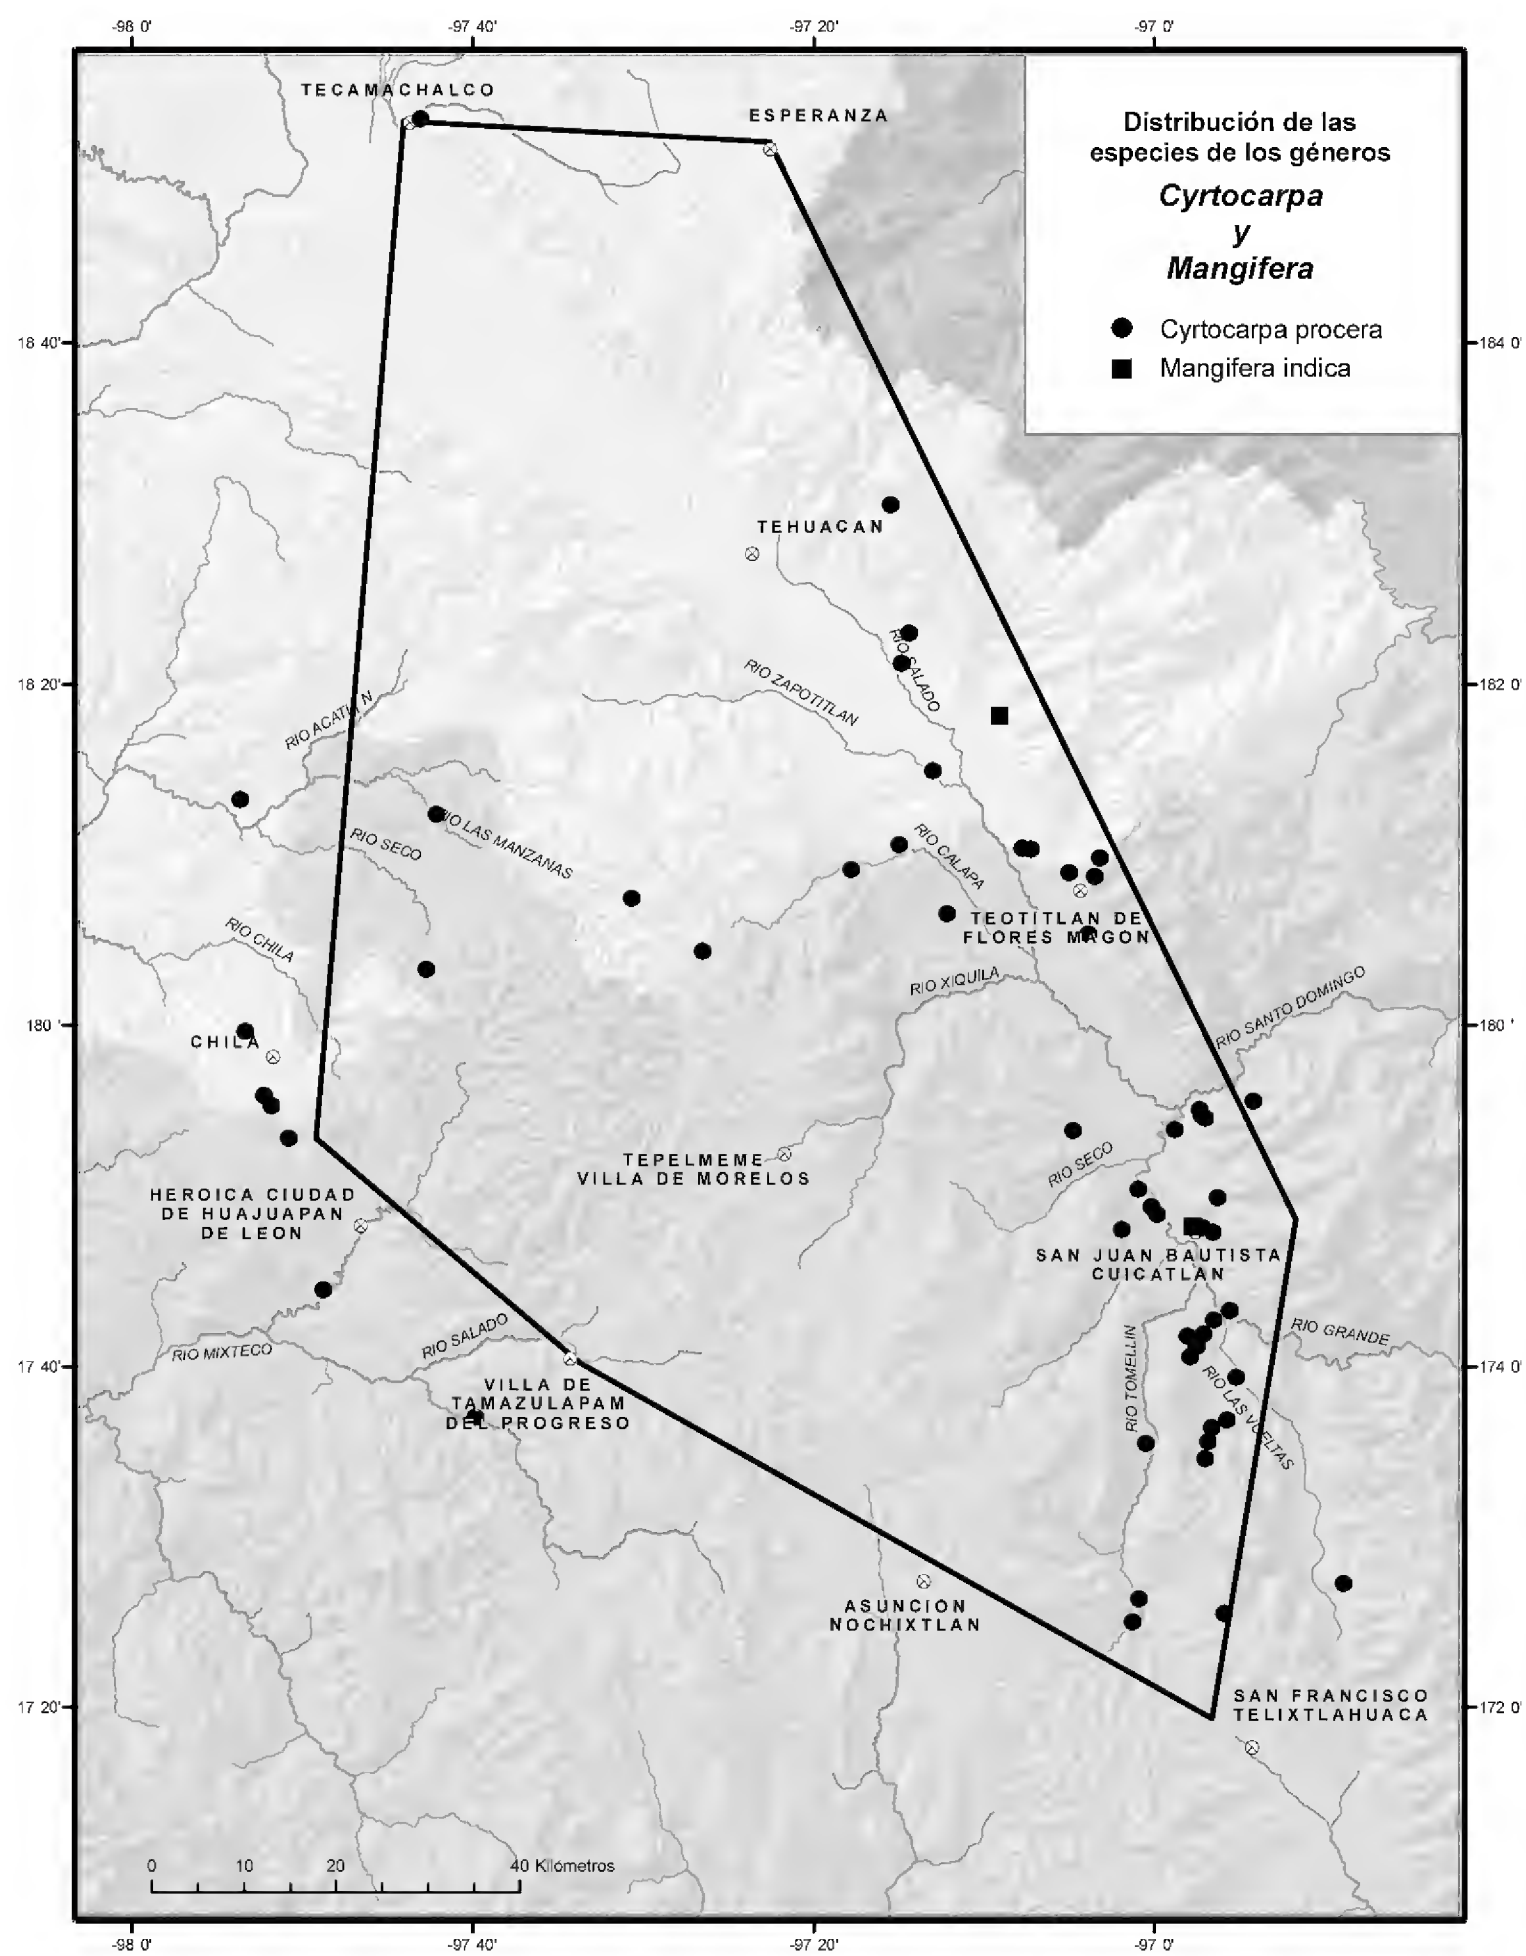 -98 0'
-97 40'
-97 20'
-97 0'
TECAMACHALCO
ESPERANZA
Distribución de las
especies de los géneros
Cyrtocarpa
y
Mangifera
Cyrtocarpa procera
Mangifera indica
18 40'
184 0'
TEHUACAN
RIO SALADO
RIO ZAPOTITLAN
18 20'
182 0'
RIO ACATL N
RIO LAS MANZANAS
RIO SECO
RIO CALAPA
TEOTITLAN DE
FLORES MAGON
RIO CHILA
RIO XIQUILA
RIO SANTO DOMINGO
180 '
180 '
CHILA
TEPELMEME
VILLA DE MORELOS
RIO SECO
HEROICA CIUDAD
DE HUAJUAPAN
DE LEON
SAN JUAN BAUTISTA
CUICATLAN
RIO SALADO
RIO MIXTECO
RIO GRANDE
RIO TOMELLIN
17 40'
174 0'
VILLA DE
TAMAZULAPAM
DEL PROGRESO
RIO LAS VUELTAS
ASUNCION
NOCHIXTLAN
17 20'
172 0'
SAN FRANCISCO
TELIXTLAHUACA
0 10 20 40 Kilómetros
-98 0'
-97 40'
-97 20'
-97 0'